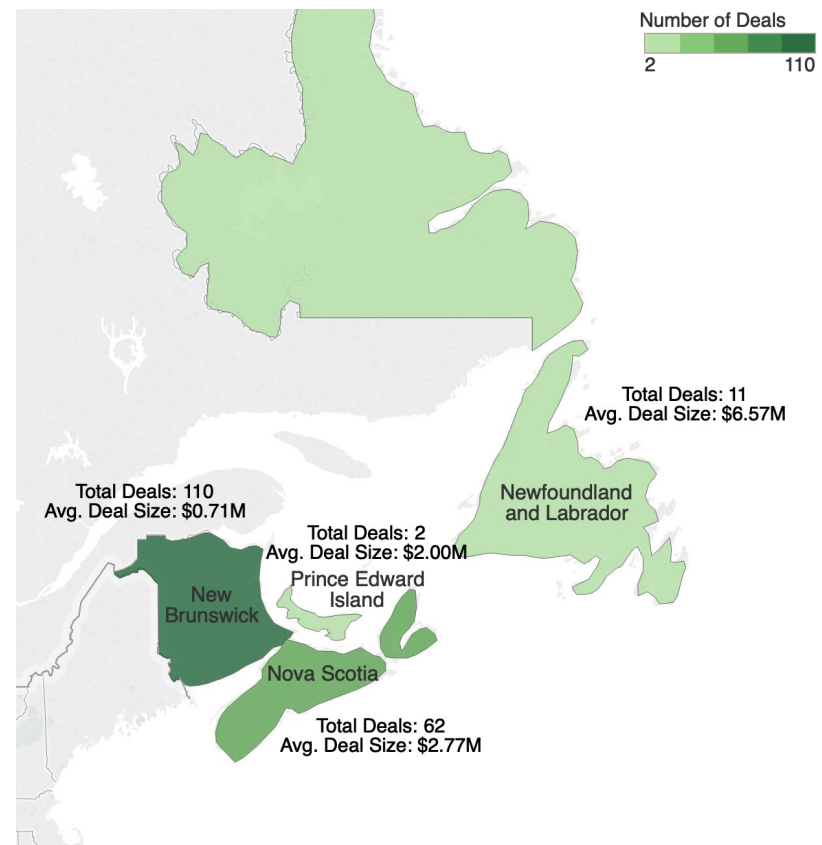 Number of Deals
2 110
Total Deals: 11
Avg. Deal Size: $6.57M
Newfoundland
and Labrador
Total Deals: 110
Avg. Deal Size: $0.71M
Total Deals: 2
Avg. Deal Size: $2.00M
Prince Edward
Island
New
Brunswick
Nova Scotia
Total Deals: 62
Avg. Deal Size: $2.77M